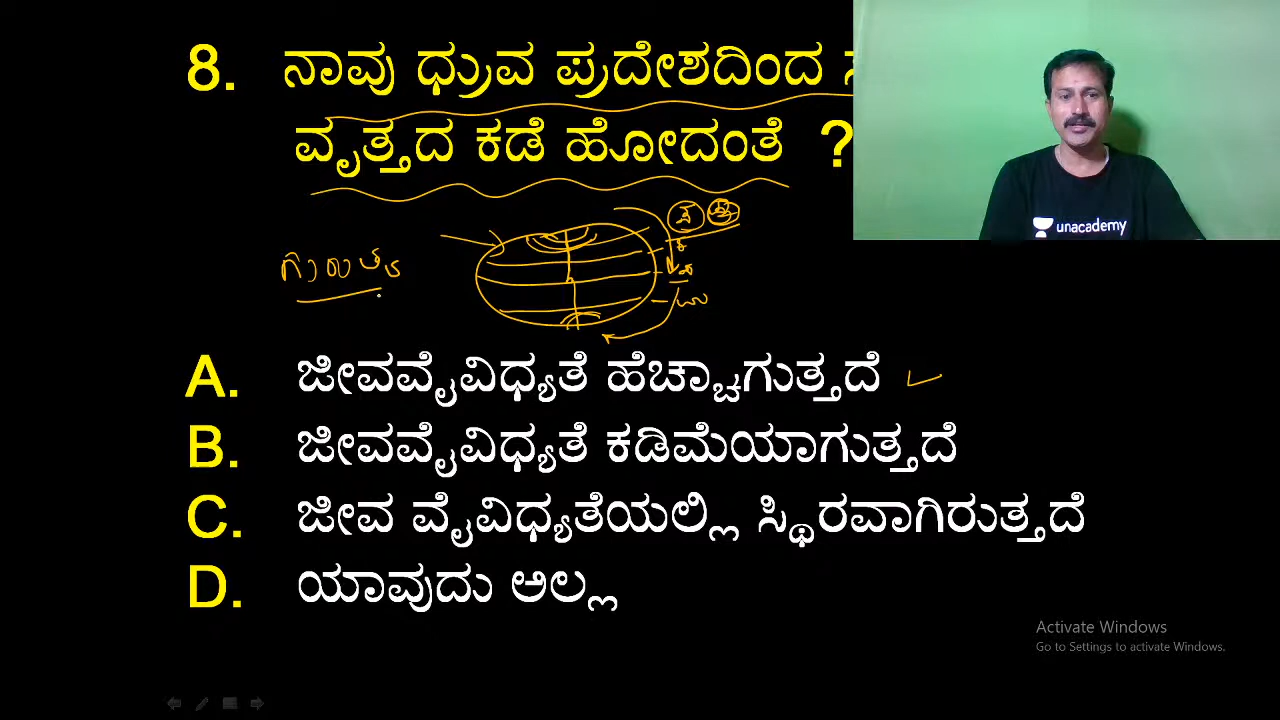 8. ನಾವು ಧ್ರುವ ಪ್ರದೇಶದಿಂದ
ವೃತ್ತದ ಕಡೆ ಹೋದಂತೆ ?
unacademy
A. ಜೀವವೈವಿಧ್ಯತೆ ಹೆಚ್ಚಾಗುತ್ತದೆ
B. ಜೀವವೈವಿಧ್ಯತೆ ಕಡಿಮೆಯಾಗುತ್ತದೆ
C. ಜೀವ ವೈವಿಧ್ಯತೆಯಲ್ಲಿ ಸ್ಥಿರವಾಗಿರುತ್ತದೆ
D. ಯಾವುದು ಅಲ್ಲ
Activate Windows
Go to Settings to activate Windows.